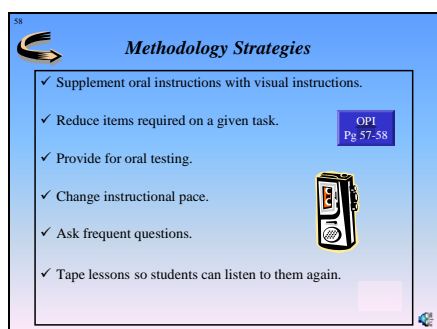 58
Methodology Strategies
✓ Supplement oral instructions with visual instructions.
✓ Reduce items required on a given task.
OPI
Pg 57-58
✓ Provide for oral testing.
✓ Change instructional pace.
✓ Ask frequent questions.
✓ Tape lessons so students can listen to them again.